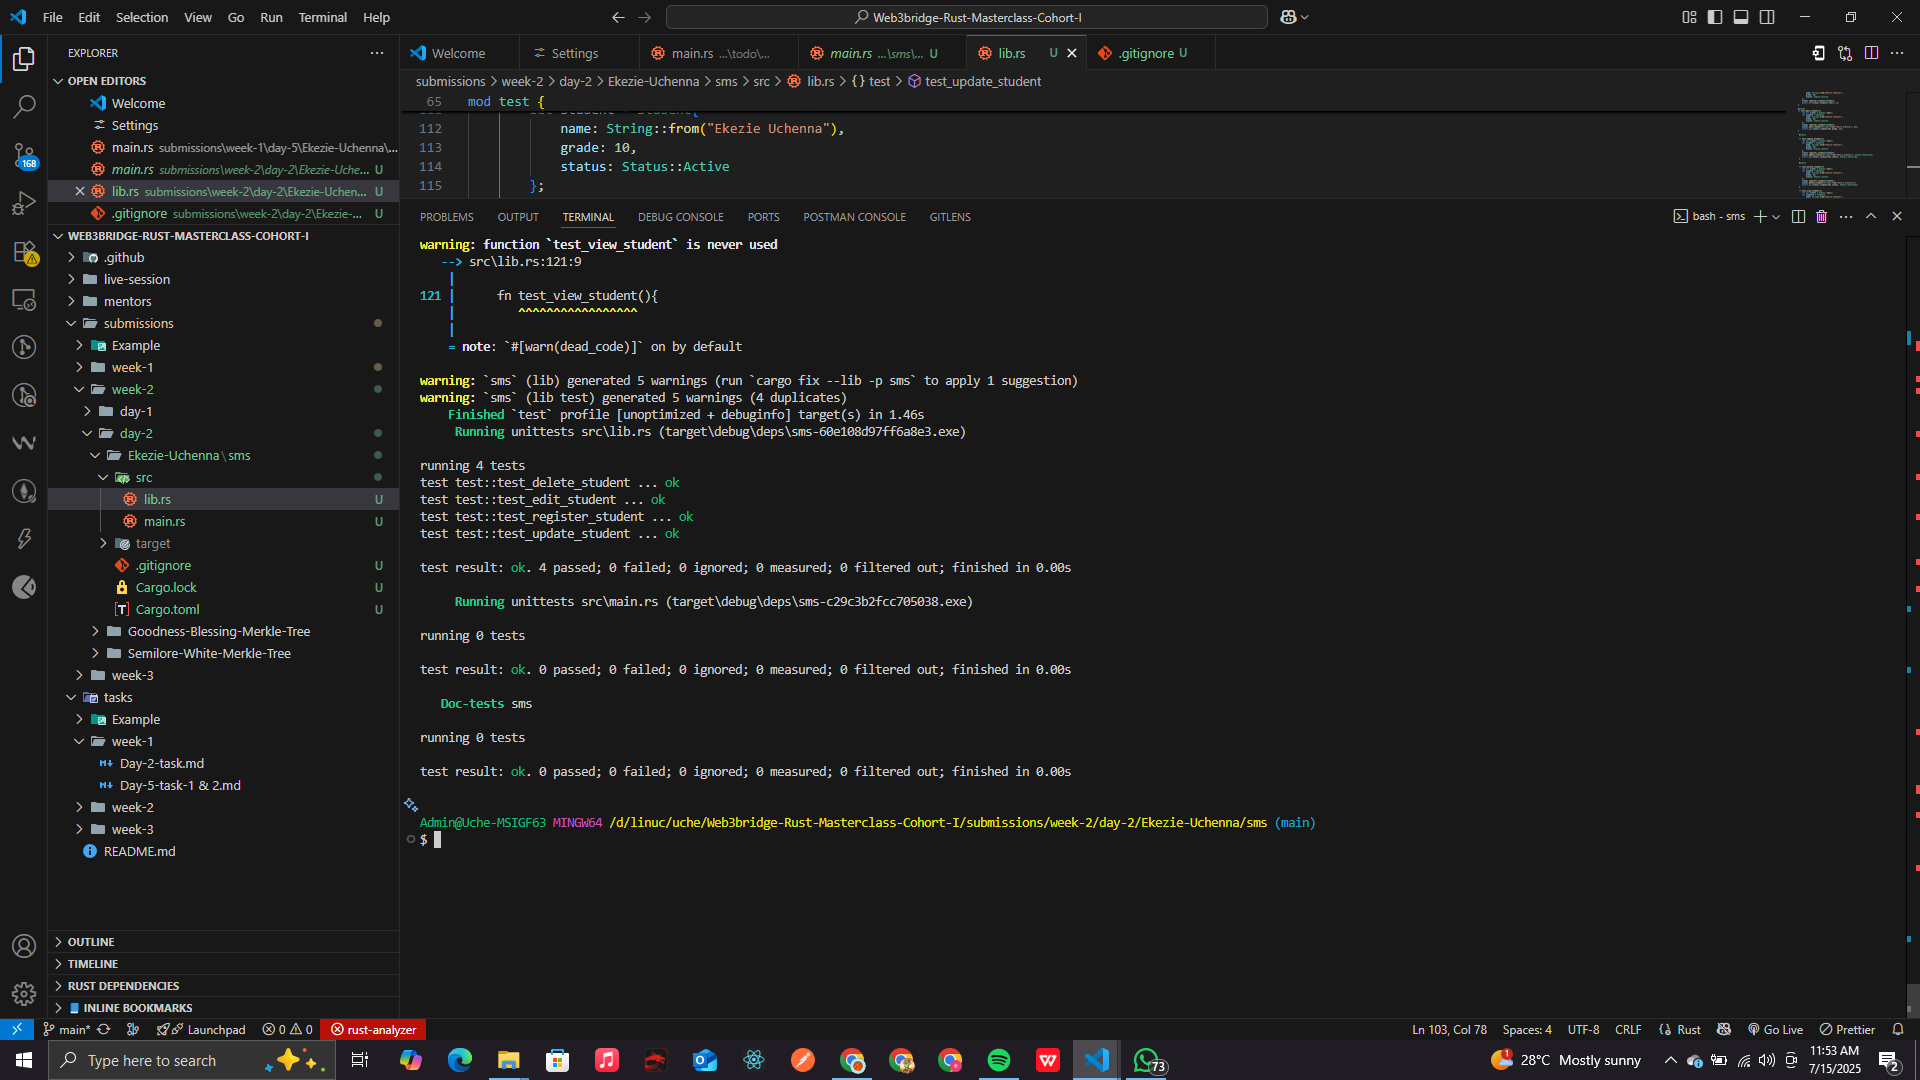 File Edit Selection View Go Run Terminal Help
Web3bridge-Rust-Masterclass-Cohort-I
EXPLORER
OPEN EDITORS
Welcome
Settings
main.rs submissions\week-1\day-5\Ekezie-Uchenna\...
main.rs submissions\week-2\day-2\Ekezie-Uche... U
lib.rs submissions\week-2\day-2\Ekezie-Uchen... U
.gitignore submissions\week-2\day-2\Ekezie-... U
WEB3BRIDGE-RUST-MASTERCLASS-COHORT-I
.github
live-session
mentors
submissions
Example
week-1
week-2
day-1
day-2
Ekezie-Uchenna\sms
src
lib.rs U
main.rs U
target
.gitignore U
Cargo.lock U
Cargo.toml U
Goodness-Blessing-Merkle-Tree
Semilore-White-Merkle-Tree
week-3
tasks
Example
week-1
Day-2-task.md
Day-5-task-1 & 2.md
week-2
week-3
README.md
OUTLINE
TIMELINE
RUST DEPENDENCIES
INLINE BOOKMARKS
168
Welcome Settings main.rs ...\todo\... main.rs ...\sms\... U lib.rs U .gitignore U
submissions > week-2 > day-2 > Ekezie-Uchenna > sms > src > lib.rs > {} test > test_update_student
65 mod test {
112 name: String::from("Ekezie Uchenna"),
113 grade: 10,
114 status: Status::Active
115 };
PROBLEMS OUTPUT TERMINAL DEBUG CONSOLE PORTS POSTMAN CONSOLE GITLENS
bash - sms
warning: function `test_view_student` is never used
--> src\lib.rs:121:9
|
121 | fn test_view_student(){
| ^^^^^^^^^^^^^^^^^
|
= note: `#[warn(dead_code)]` on by default
warning: `sms` (lib) generated 5 warnings (run `cargo fix --lib -p sms` to apply 1 suggestion)
warning: `sms` (lib test) generated 5 warnings (4 duplicates)
Finished `test` profile [unoptimized + debuginfo] target(s) in 1.46s
Running unittests src\lib.rs (target\debug\deps\sms-60e108d97ff6a8e3.exe)
running 4 tests
test test::test_delete_student ... ok
test test::test_edit_student ... ok
test test::test_register_student ... ok
test test::test_update_student ... ok
test result: ok. 4 passed; 0 failed; 0 ignored; 0 measured; 0 filtered out; finished in 0.00s
Running unittests src\main.rs (target\debug\deps\sms-c29c3b2fcc705038.exe)
running 0 tests
test result: ok. 0 passed; 0 failed; 0 ignored; 0 measured; 0 filtered out; finished in 0.00s
Doc-tests sms
running 0 tests
test result: ok. 0 passed; 0 failed; 0 ignored; 0 measured; 0 filtered out; finished in 0.00s
Admin@Uche-MSIGF63 MINGW64 /d/linuc/uche/Web3bridge-Rust-Masterclass-Cohort-I/submissions/week-2/day-2/Ekezie-Uchenna/sms (main)
$
main* Launchpad 0 0 rust-analyzer Ln 103, Col 78 Spaces: 4 UTF-8 CRLF {} Rust Go Live Prettier
Type here to search 73 1 28°C Mostly sunny 11:53 AM
7/15/2025 2